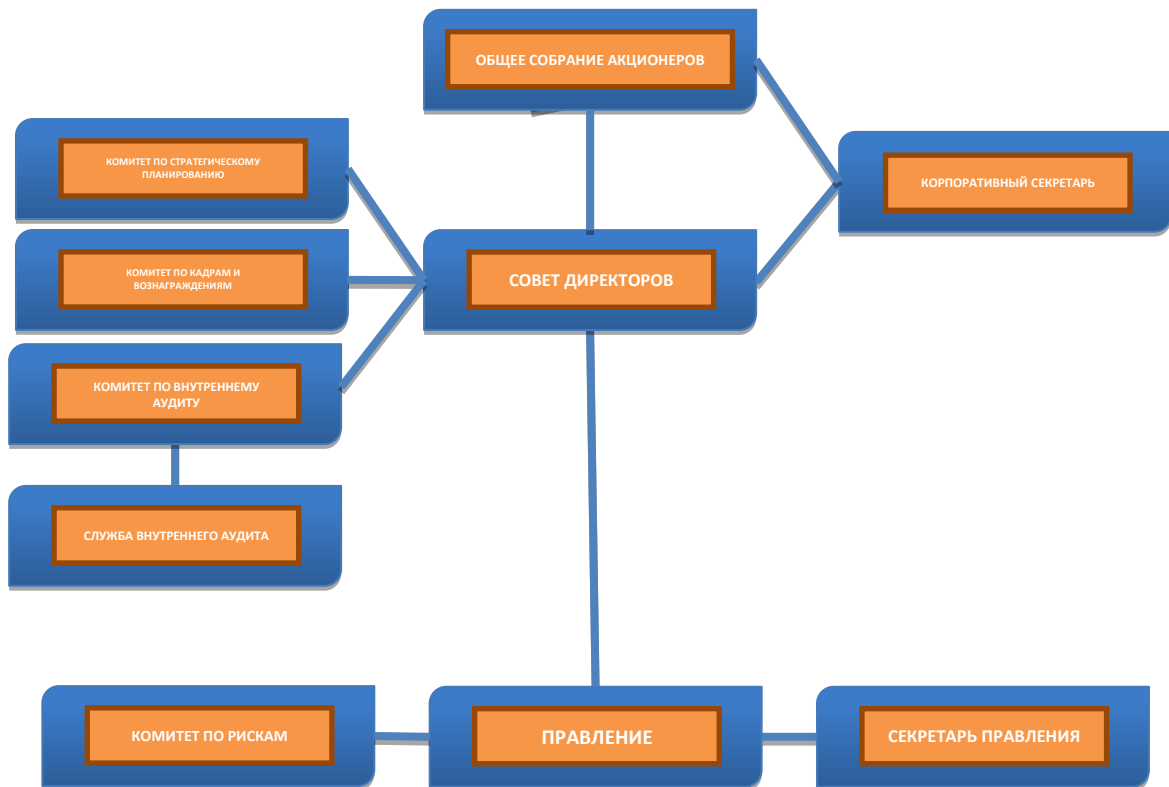 ОБЩЕЕ СОБРАНИЕ АКЦИОНЕРОВ
КОМИТЕТ ПО СТРАТЕГИЧЕСКОМУ
ПЛАНИРОВАНИЮ
КОРПОРАТИВНЫЙ СЕКРЕТАРЬ
КОМИТЕТ ПО КАДРАМ И
ВОЗНАГРАЖДЕНИЯМ
СОВЕТ ДИРЕКТОРОВ
КОМИТЕТ ПО ВНУТРЕННЕМУ
АУДИТУ
СЛУЖБА ВНУТРЕННЕГО АУДИТА
КОМИТЕТ ПО РИСКАМ
ПРАВЛЕНИЕ
СЕКРЕТАРЬ ПРАВЛЕНИЯ